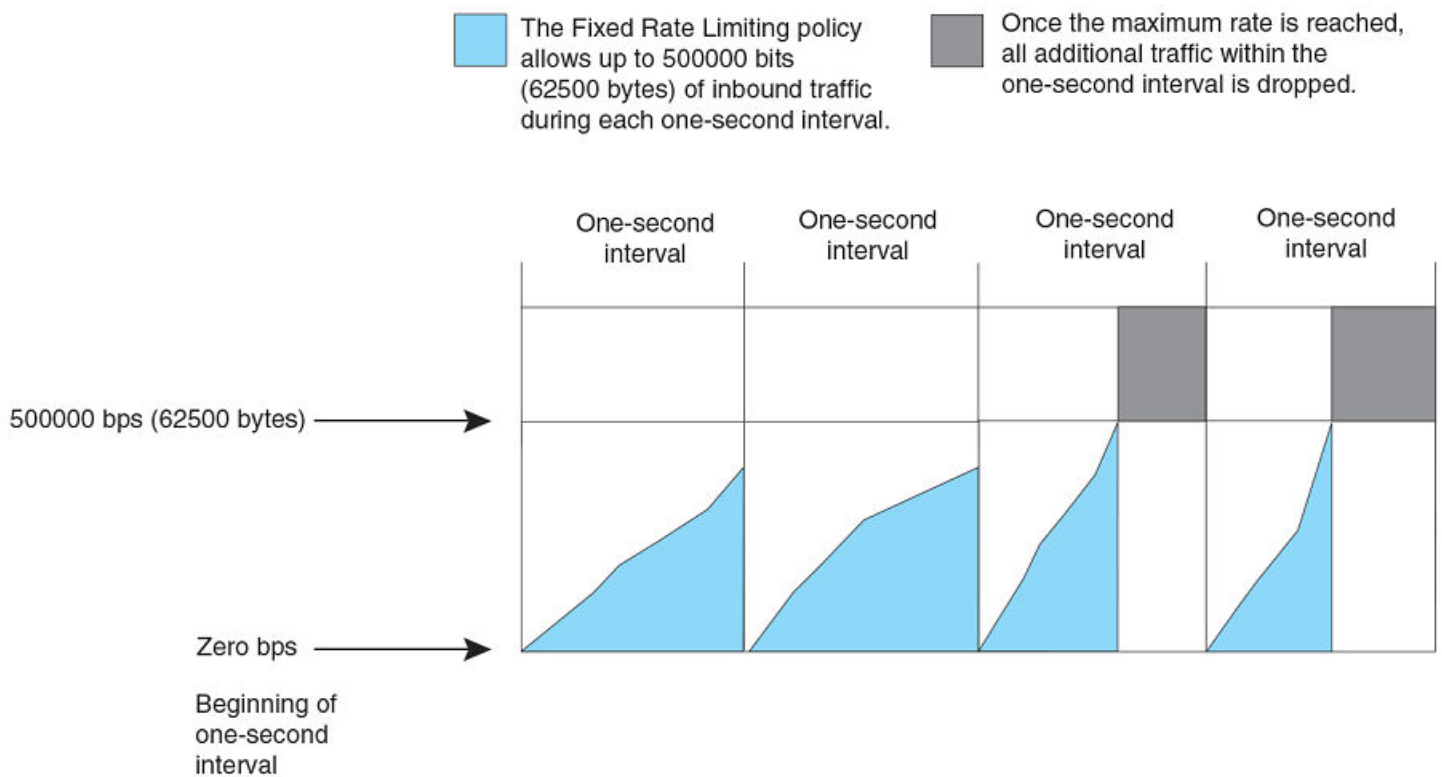 The Fixed Rate Limiting policy
allows up to 500000 bits
(62500 bytes) of inbound traffic
during each one-second interval.
Once the maximum rate is reached,
all additional traffic within the
one-second interval is dropped.
One-second
interval
One-second
interval
One-second
interval
One-second
interval
500000 bps (62500 bytes)
Zero bps
Beginning of
one-second
interval